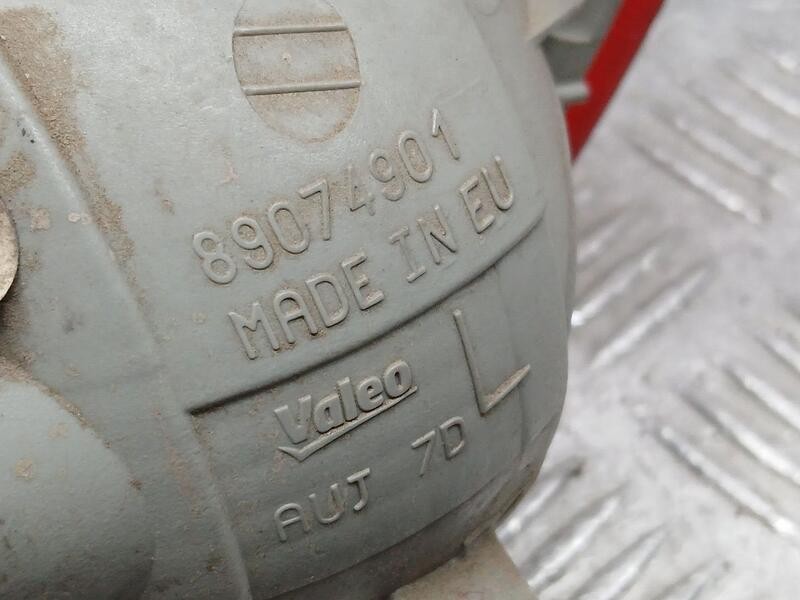 89074901
MADE IN EU
Valeo L
AUJ 7D